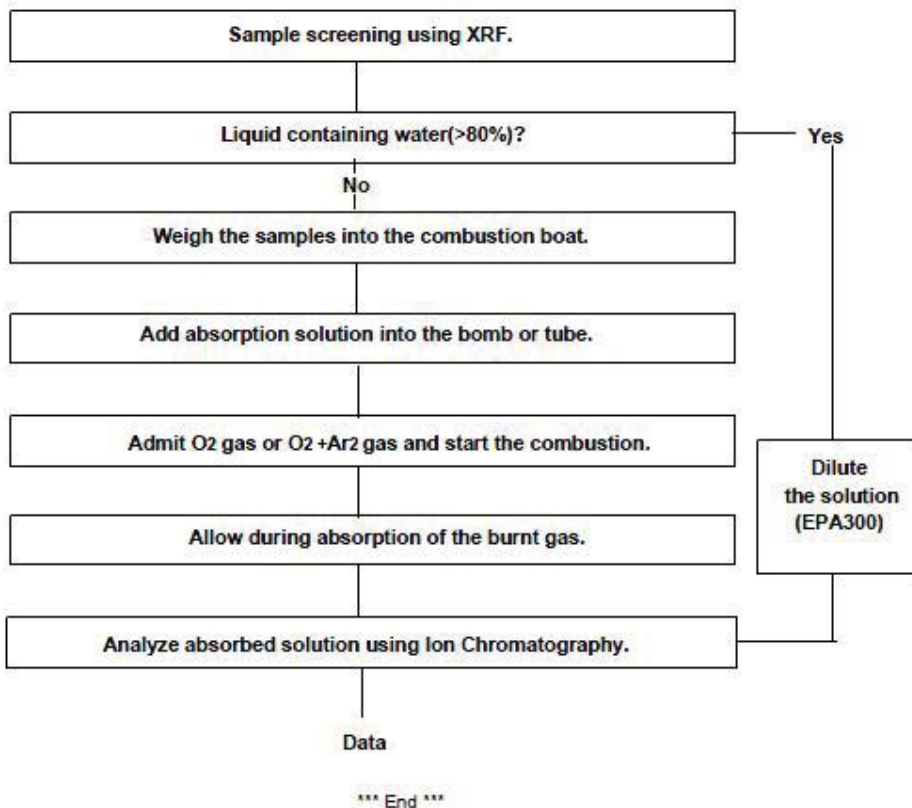 Sample screening using XRF.
Liquid containing water(>80%)?
Yes
No
Weigh the samples into the combustion boat.
Add absorption solution into the bomb or tube.
Admit O2 gas or O2 +Ar2 gas and start the combustion.
Dilute
the solution
(EPA300)
Allow during absorption of the burnt gas.
Analyze absorbed solution using Ion Chromatography.
Data
*** End ***